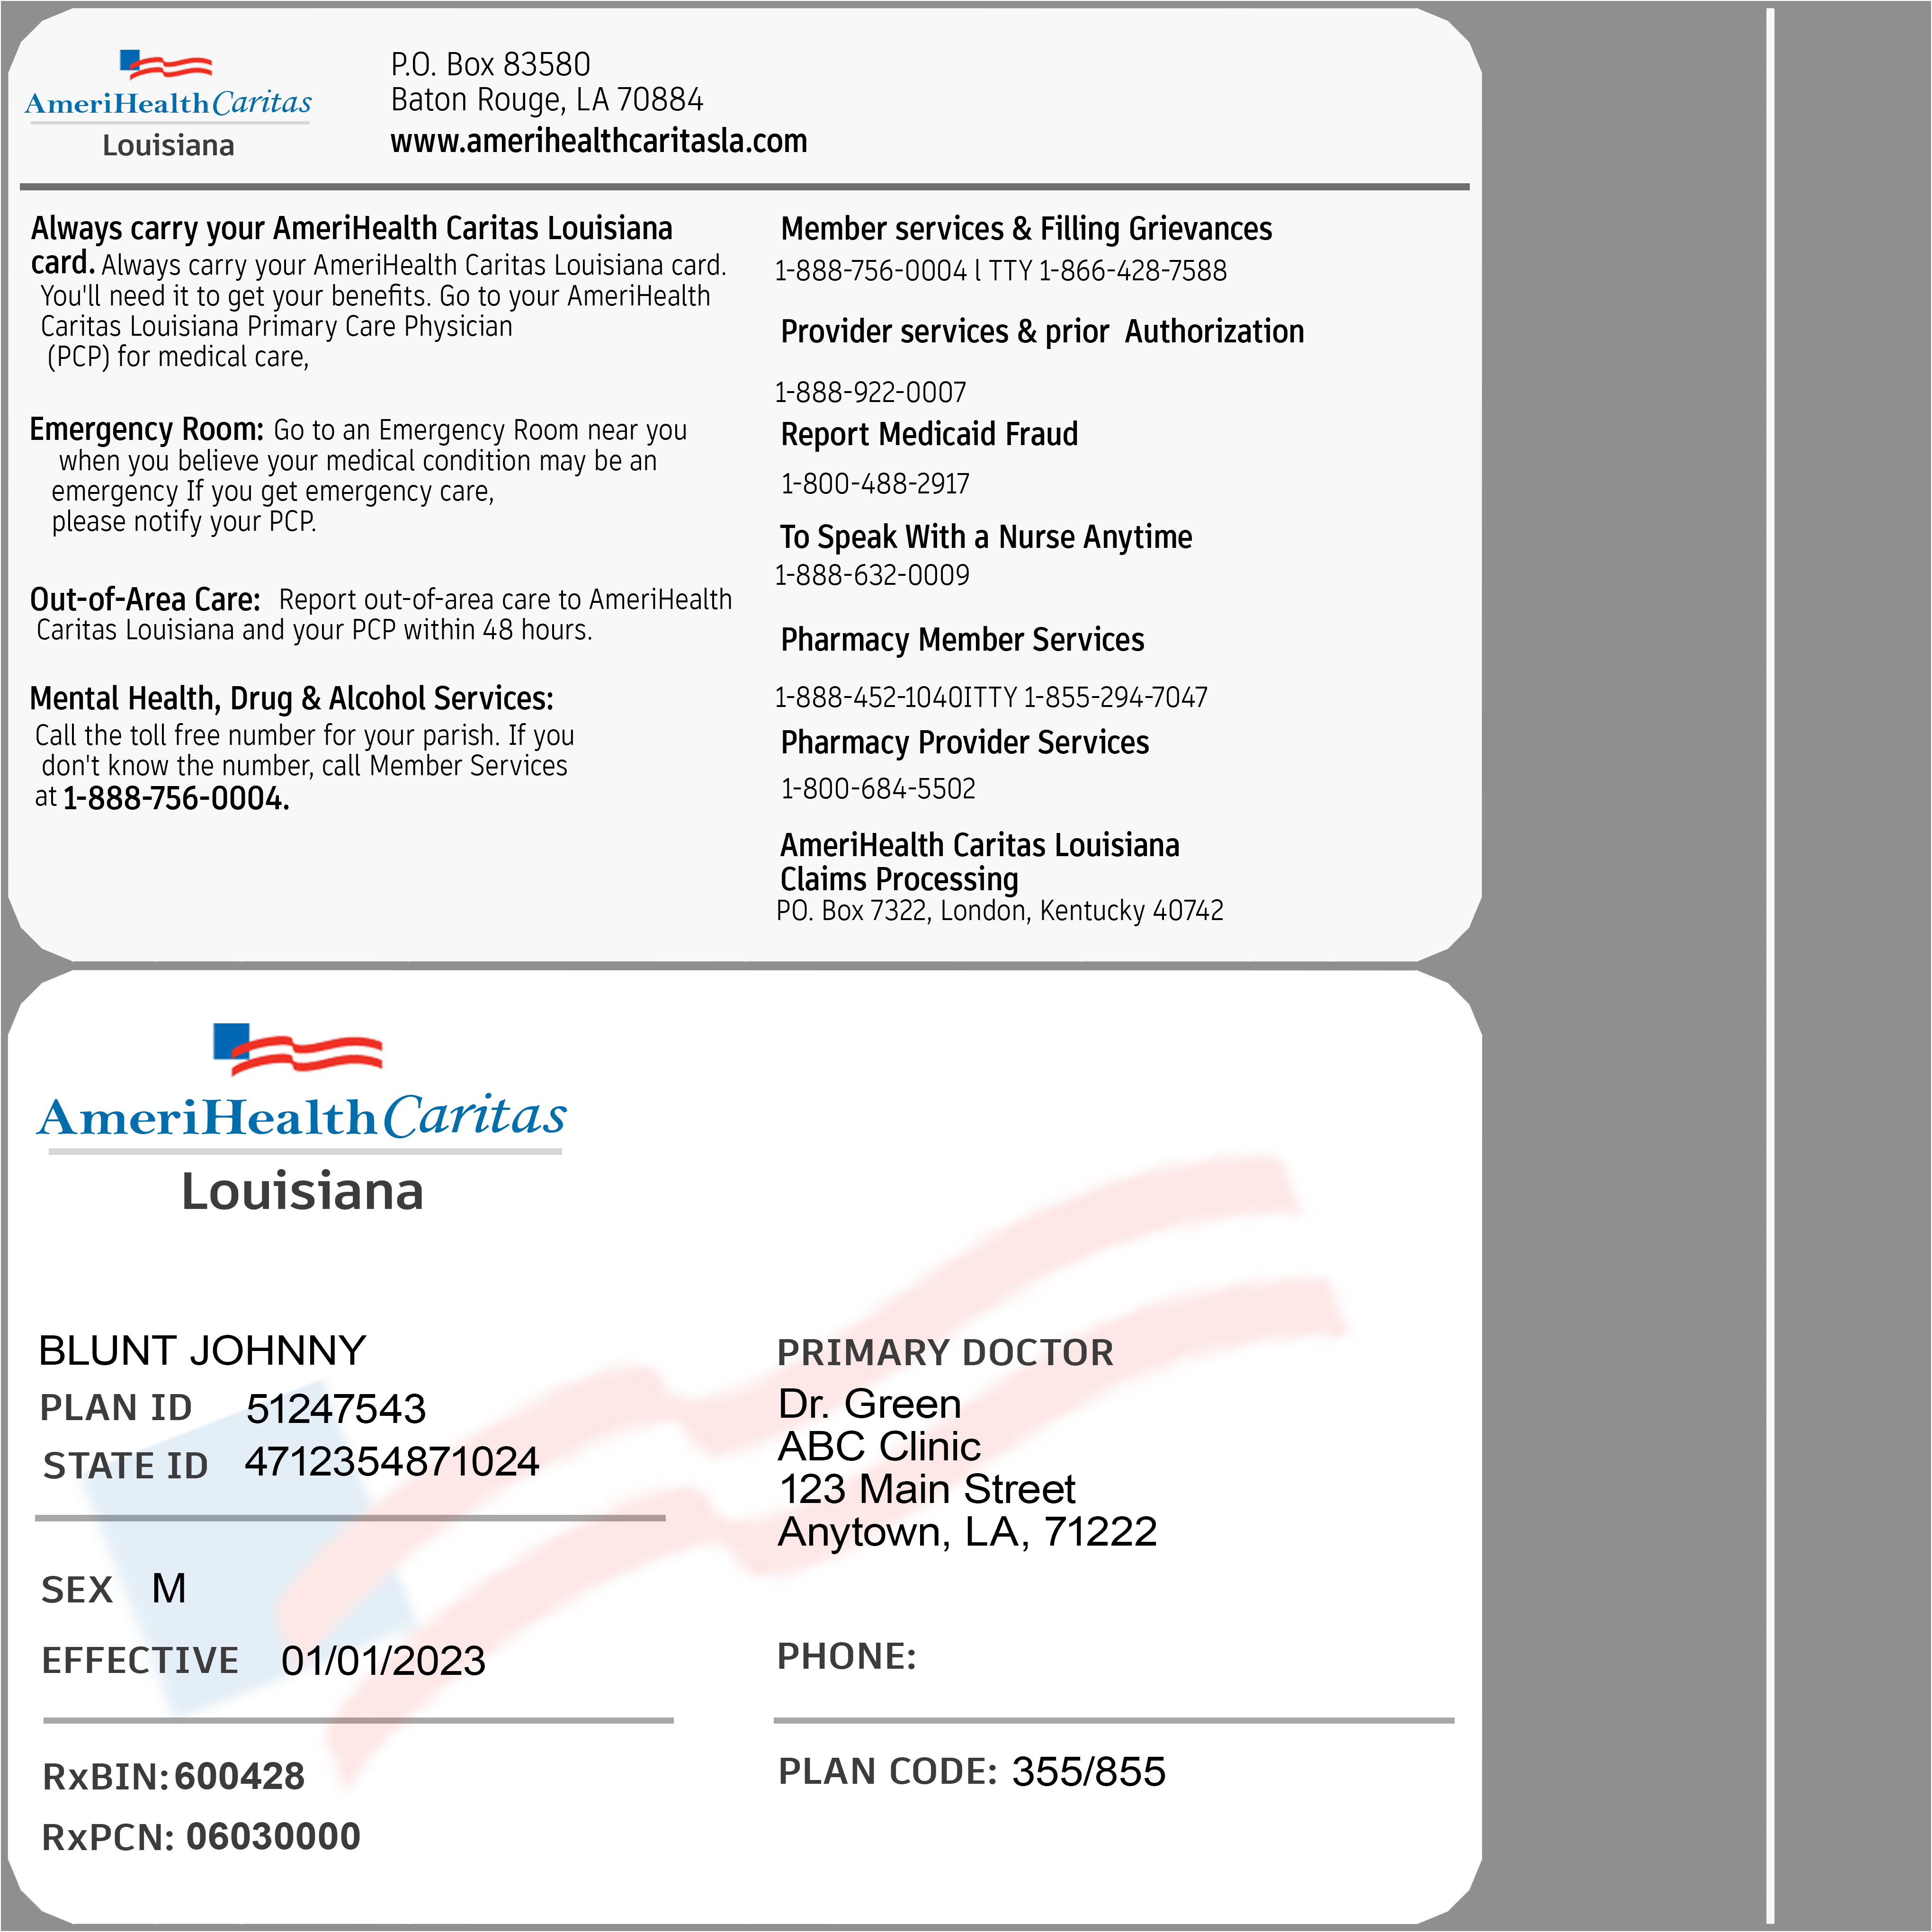 AmeriHealth Caritas
Louisiana
P.O. Box 83580
Baton Rouge, LA 70884
www.amerihealthcaritasla.com
Always carry your AmeriHealth Caritas Louisiana
card. Always carry your AmeriHealth Caritas Louisiana card.
You'll need it to get your benefits. Go to your AmeriHealth
Caritas Louisiana Primary Care Physician
(PCP) for medical care,
Emergency Room: Go to an Emergency Room near you
when you believe your medical condition may be an
emergency If you get emergency care,
please notify your PCP.
Out-of-Area Care: Report out-of-area care to AmeriHealth
Caritas Louisiana and your PCP within 48 hours.
Mental Health, Drug & Alcohol Services:
Call the toll free number for your parish. If you
don't know the number, call Member Services
at 1-888-756-0004.
Member services & Filling Grievances
1-888-756-0004 l TTY 1-866-428-7588
Provider services & prior Authorization
1-888-922-0007
Report Medicaid Fraud
1-800-488-2917
To Speak With a Nurse Anytime
1-888-632-0009
Pharmacy Member Services
1-888-452-1040ITTY 1-855-294-7047
Pharmacy Provider Services
1-800-684-5502
AmeriHealth Caritas Louisiana
Claims Processing
PO. Box 7322, London, Kentucky 40742
AmeriHealth Caritas
Louisiana
BLUNT JOHNNY
PLAN ID 51247543
STATE ID 4712354871024
SEX M
EFFECTIVE 01/01/2023
RxBIN: 600428
RxPCN: 06030000
PRIMARY DOCTOR
Dr. Green
ABC Clinic
123 Main Street
Anytown, LA, 71222
PHONE:
PLAN CODE: 355/855